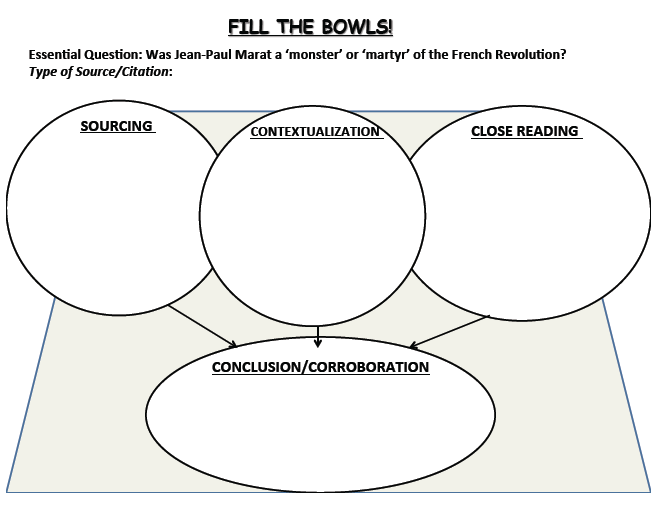 FILL THE BOWLS!
Essential Question: Was Jean-Paul Marat a ‘monster’ or ‘martyr’ of the French Revolution?
Type of Source/Citation:
SOURCING
CONTEXTUALIZATION
CLOSE READING
CONCLUSION/CORROBORATION